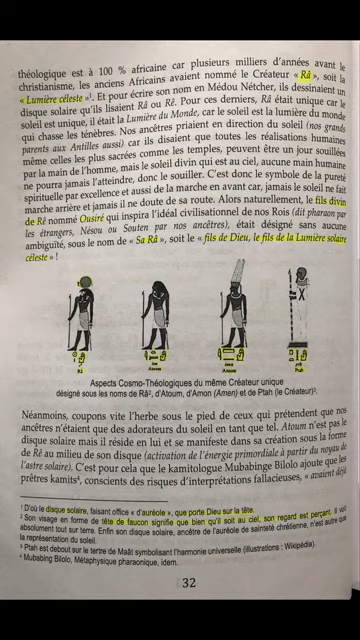 théologique est à 100 % africaine car plusieurs milliers d'années avant le
christianisme, les anciens Africains avaient nommé le Créateur « Râ », soit la
« Lumière céleste »¹. Et pour écrire son nom en Médou Nétcher, ils dessinaient un
disque solaire qu'ils lisaient Râ ou Rê. Pour ces derniers, Râ était unique car le
soleil est unique, il était la Lumière du Monde, car le soleil est la lumière du monde
qui chasse les ténèbres. Nos ancêtres priaient en direction du soleil (nos grands
parents aux Antilles aussi) car ils disaient que toutes les réalisations humaines
même celles les plus sacrées comme les temples, peuvent être un jour souillées
par la main de l'homme, mais le soleil divin qui est au ciel, aucune main humaine
ne pourra jamais l'atteindre, donc le souiller. C'est donc le symbole de la pureté
spirituelle par excellence et aussi de la marche en avant car, jamais le soleil ne fait
marche arrière et jamais il ne doute de sa route. Alors naturellement, le fils divin
de Rê nommé Ousiré qui inspira l'idéal civilisationnel de nos Rois (dit pharaon par
les étrangers, Nésou ou Souten par nos ancêtres), était désigné sans aucune
ambiguïté, sous le nom de « Sa Râ », soit le « fils de Dieu, le fils de la Lumière solaire
céleste » !
Râ
Atoum
Amon
Ptah
Aspects Cosmo-Théologiques du même Créateur unique
désigné sous les noms de Râ², d'Atoum, d'Amon (Amen) et de Ptah (le Créateur)³.
Néanmoins, coupons vite l'herbe sous le pied de ceux qui prétendent que nos
ancêtres n'étaient que des adorateurs du soleil en tant que tel. Atoum n'est pas le
disque solaire mais il réside en lui et se manifeste dans sa création sous la forme
de Rê au milieu de son disque (activation de l'énergie primordiale à partir du noyau de
l'astre solaire). C'est pour cela que le kamitologue Mubabinge Bilolo ajoute que les
prêtres kamits⁴, conscients des risques d'interprétations fallacieuses, « avaient déjà
¹ D'où le disque solaire, faisant office « d'auréole », que porte Dieu sur la tête.
² Son visage en forme de tête de faucon signifie que bien qu'il soit au ciel, son regard est perçant. Il voit
absolument tout sur terre. Enfin son disque solaire, ancêtre de l'auréole de sainteté chrétienne, n'est autre que
la représentation du soleil.
³ Ptah est debout sur le tertre de Maât symbolisant l'harmonie universelle (illustrations : Wikipédia).
⁴ Mubabing Bilolo, Métaphysique pharaonique, idem.
32